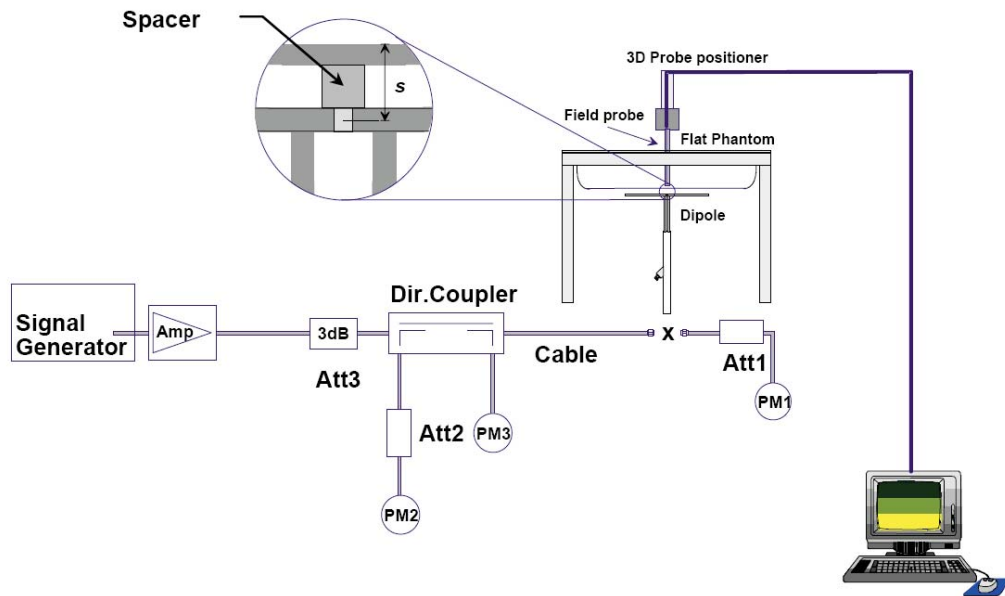 Spacer
s
3D Probe positioner
Field probe
Flat Phantom
Dipole
Signal
Generator
Amp
3dB
Att3
Dir.Coupler
Cable
x
Att1
PM1
Att2
PM3
PM2